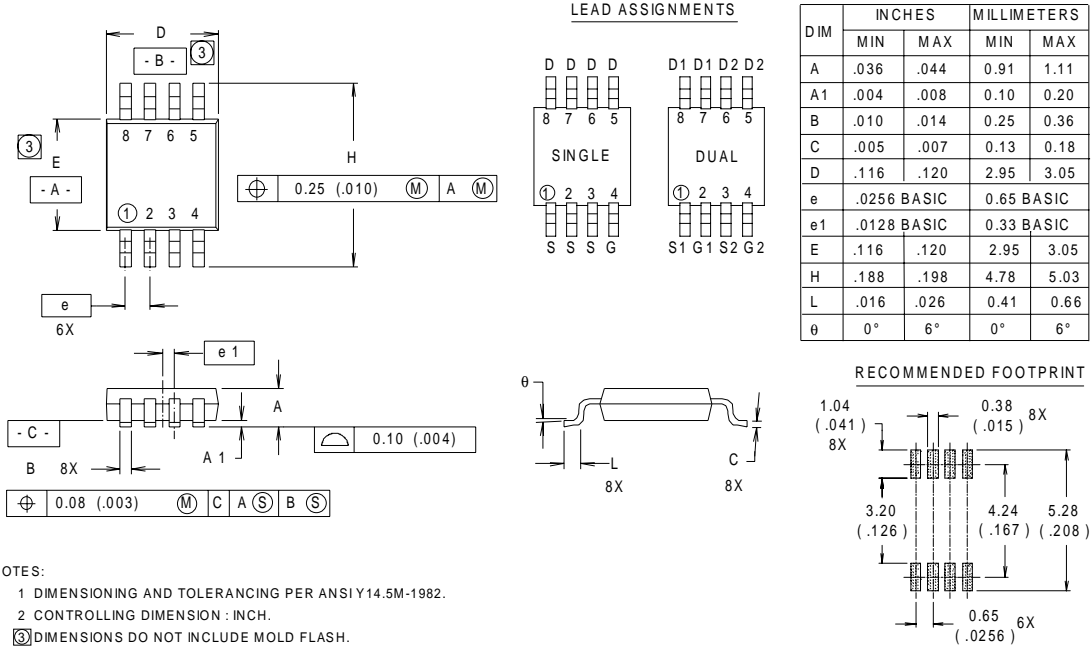 LEAD ASSIGNMENTS
D
- B -
3
8 7 6 5
3
E
- A -
H
0.25 (.010) M A M
1 2 3 4
e
6X
D D D D
8 7 6 5
SINGLE
1 2 3 4
S S S G
D1 D1 D2 D2
8 7 6 5
DUAL
1 2 3 4
S1 G1 S2 G2
DIM INCHES MILLIMETERS
MIN MAX MIN MAX
A .036 .044 0.91 1.11
A1 .004 .008 0.10 0.20
B .010 .014 0.25 0.36
C .005 .007 0.13 0.18
D .116 .120 2.95 3.05
e .0256 BASIC 0.65 BASIC
e1 .0128 BASIC 0.33 BASIC
E .116 .120 2.95 3.05
H .188 .198 4.78 5.03
L .016 .026 0.41 0.66
θ 0° 6° 0° 6°
e 1
A
- C -
A 1
0.10 (.004)
B 8X
0.08 (.003) M C A S B S
θ
L
8X
C
8X
RECOMMENDED FOOTPRINT
1.04
( .041 )
8X
0.38
( .015 )
8X
3.20
( .126 )
4.24
( .167 )
5.28
( .208 )
0.65
( .0256 )
6X
OTES:
1 DIMENSIONING AND TOLERANCING PER ANSI Y14.5M-1982.
2 CONTROLLING DIMENSION : INCH.
3 DIMENSIONS DO NOT INCLUDE MOLD FLASH.